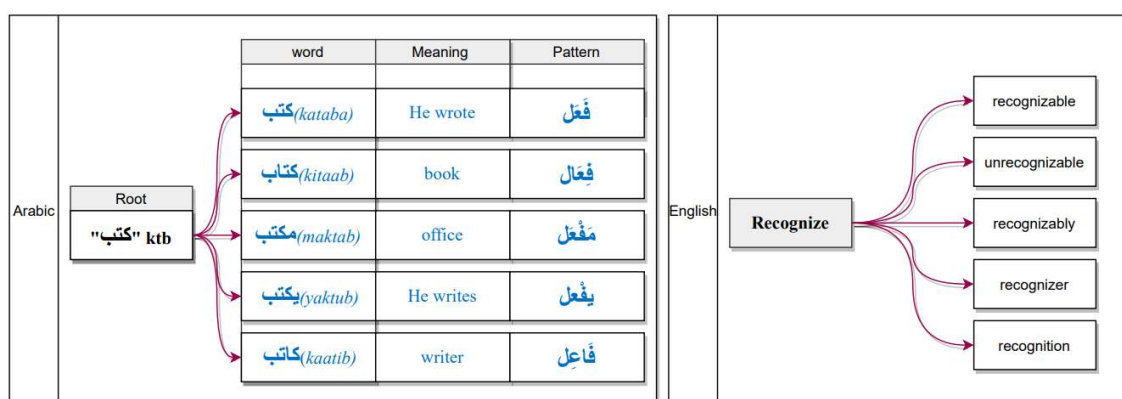 Arabic
Root
"كتب" ktb
word Meaning Pattern
كتب(kataba) He wrote فَعَل
كتاب(kitaab) book فِعَال
مكتب(maktab) office مَفْعَل
يكتب(yaktub) He writes يفْعل
كاتب(kaatib) writer فَاعِل
English
Recognize
recognizable
unrecognizable
recognizably
recognizer
recognition